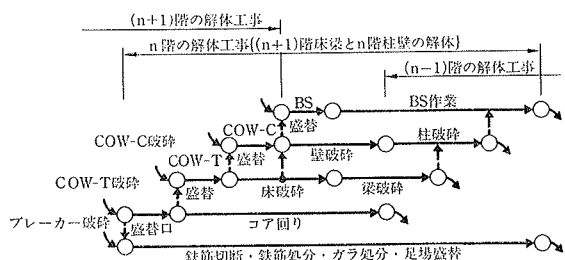 (n+1)階の解体工事
n階の解体工事{(n+1)階床梁とn階柱壁の解体}
(n-1)階の解体工事
BS
BS作業
盛替
COW-C
COW-C破砕
盛替
壁破砕
柱破砕
COW-T
COW-T破砕
盛替
床破砕
梁破砕
ブレーカー破砕
盛替口
コア回り
鉄筋切断・鉄筋処分・ガラ処分・足場盛替